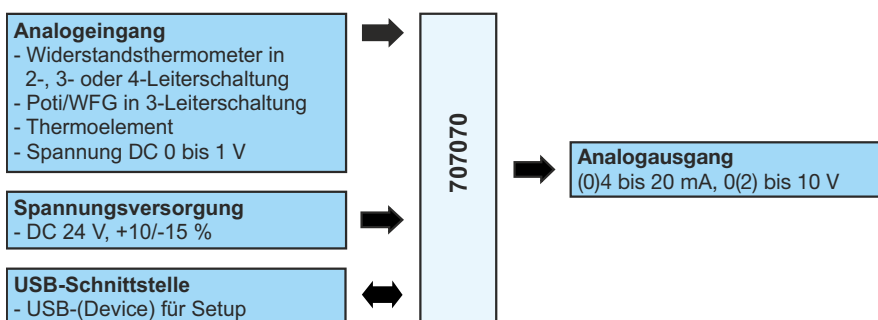 Analogeingang
- Widerstandsthermometer in
2-, 3- oder 4-Leiterschaltung
- Poti/WFG in 3-Leiterschaltung
- Thermoelement
- Spannung DC 0 bis 1 V
Spannungsversorgung
- DC 24 V, +10/-15 %
USB-Schnittstelle
- USB-(Device) für Setup
707070
Analogausgang
(0)4 bis 20 mA, 0(2) bis 10 V